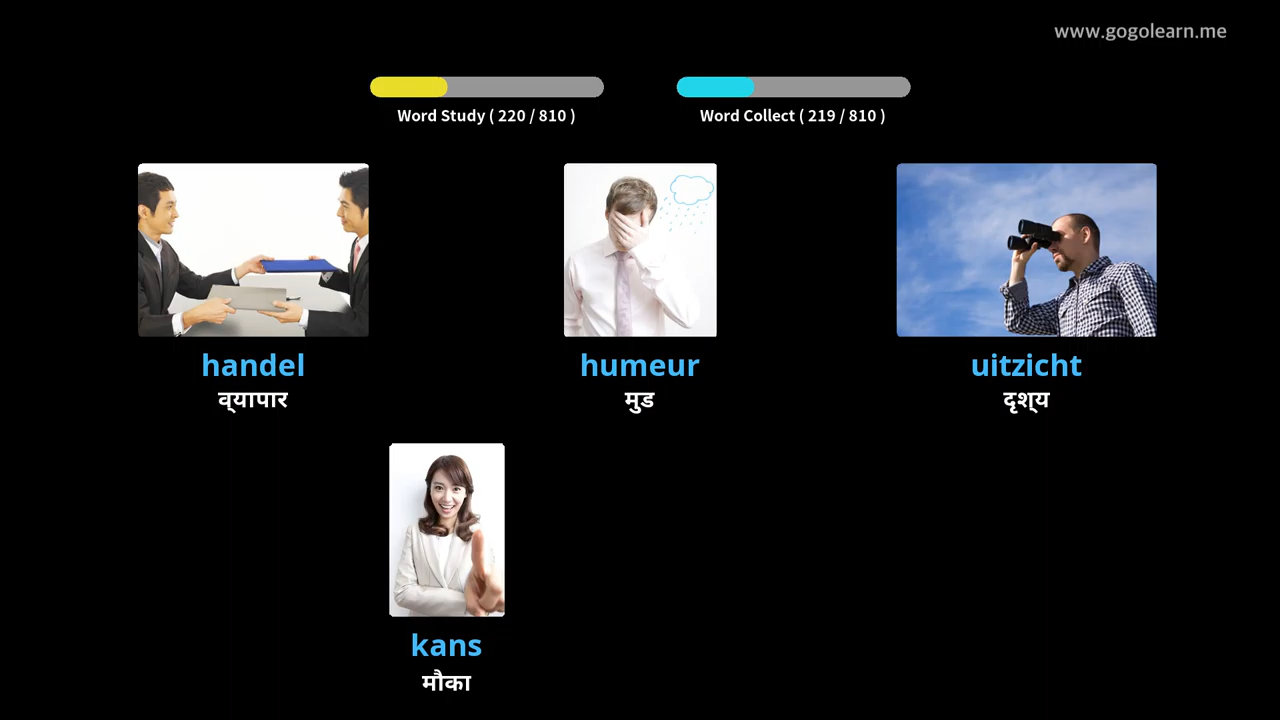 www.gogolearn.me
Word Study ( 220 / 810 )
Word Collect ( 219 / 810 )
handel
व्यापार
humeur
मुड
uitzicht
दृश्य
kans
मौका